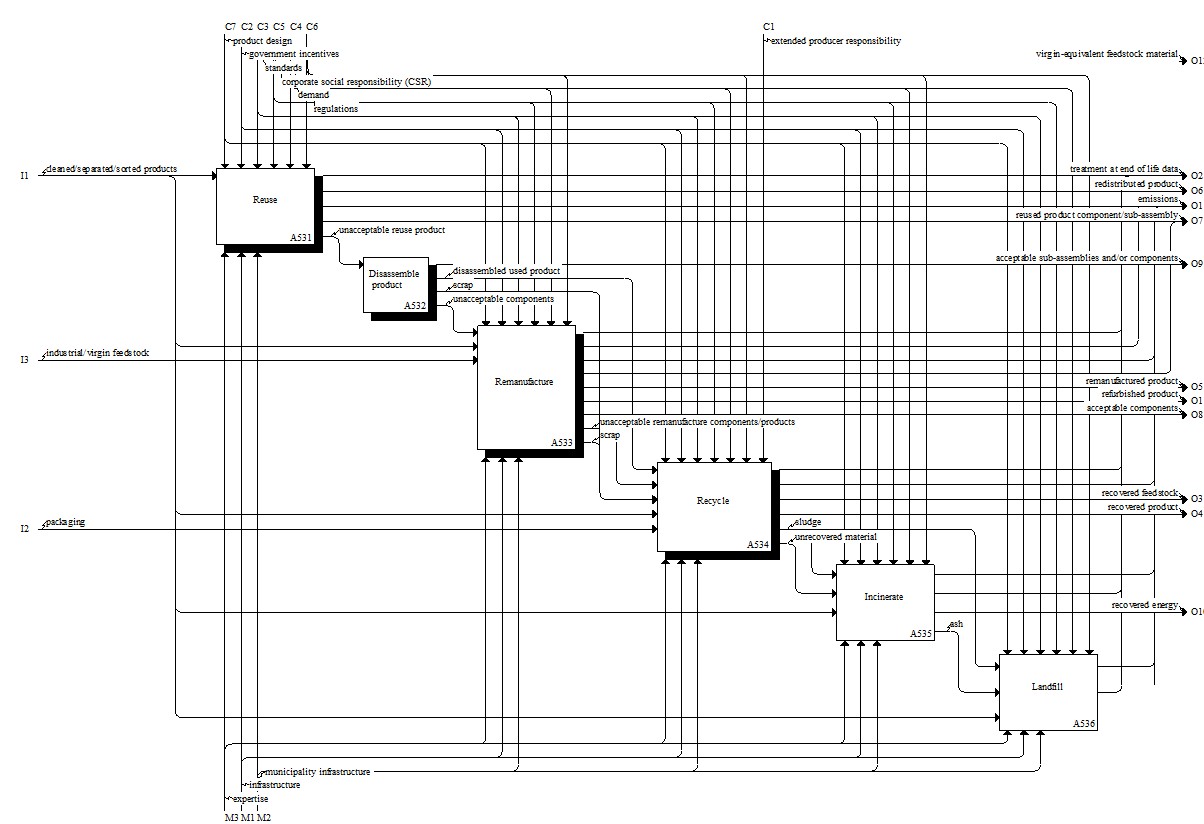 C7 C2 C3 C5 C4 C6
C1
product design
extended producer responsibility
government incentives
virgin-equivalent feedstock material
standards
corporate social responsibility (CSR)
demand
regulations
I1
cleaned/separated/sorted products
treatment at end of life data
O2
redistributed product
O6
Reuse
emissions
O1
reused product component/sub-assembly
O7
unacceptable reuse product
A531
acceptable sub-assemblies and/or components
O9
Disassemble
product
disassembled used product
scrap
A532
unacceptable components
I3
industrial/virgin feedstock
Remanufacture
remanufactured product
O5
refurbished product
O1
acceptable components
O8
unacceptable remanufacture components/products
scrap
A533
Recycle
recovered feedstock
O3
recovered product
O4
I2
packaging
sludge
unrecovered material
A534
Incinerate
recovered energy
O10
ash
A535
Landfill
A536
municipality infrastructure
infrastructure
expertise
M3 M1 M2